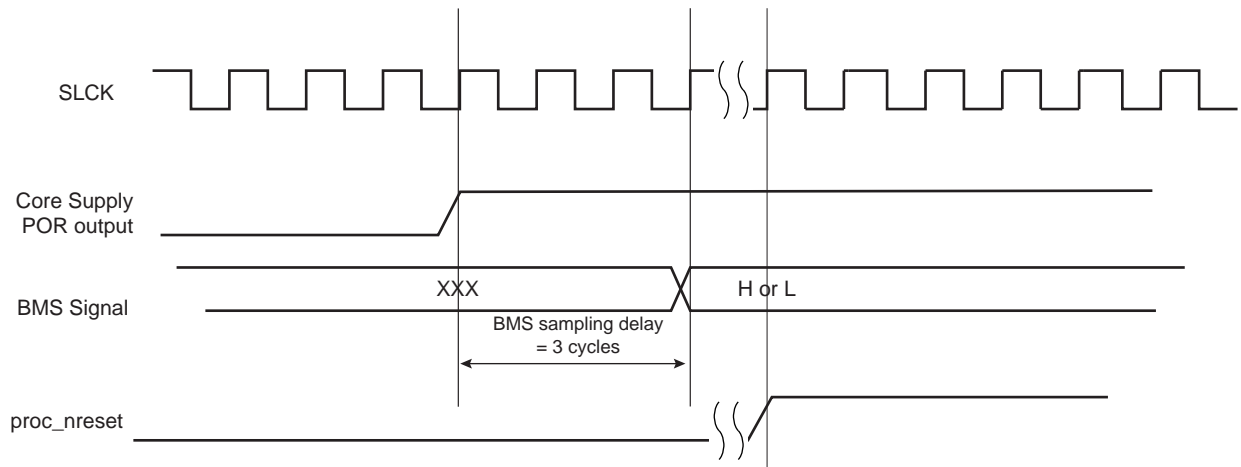 SLCK
Core Supply
POR output
XXX
H or L
BMS Signal
BMS sampling delay
= 3 cycles
proc_nreset